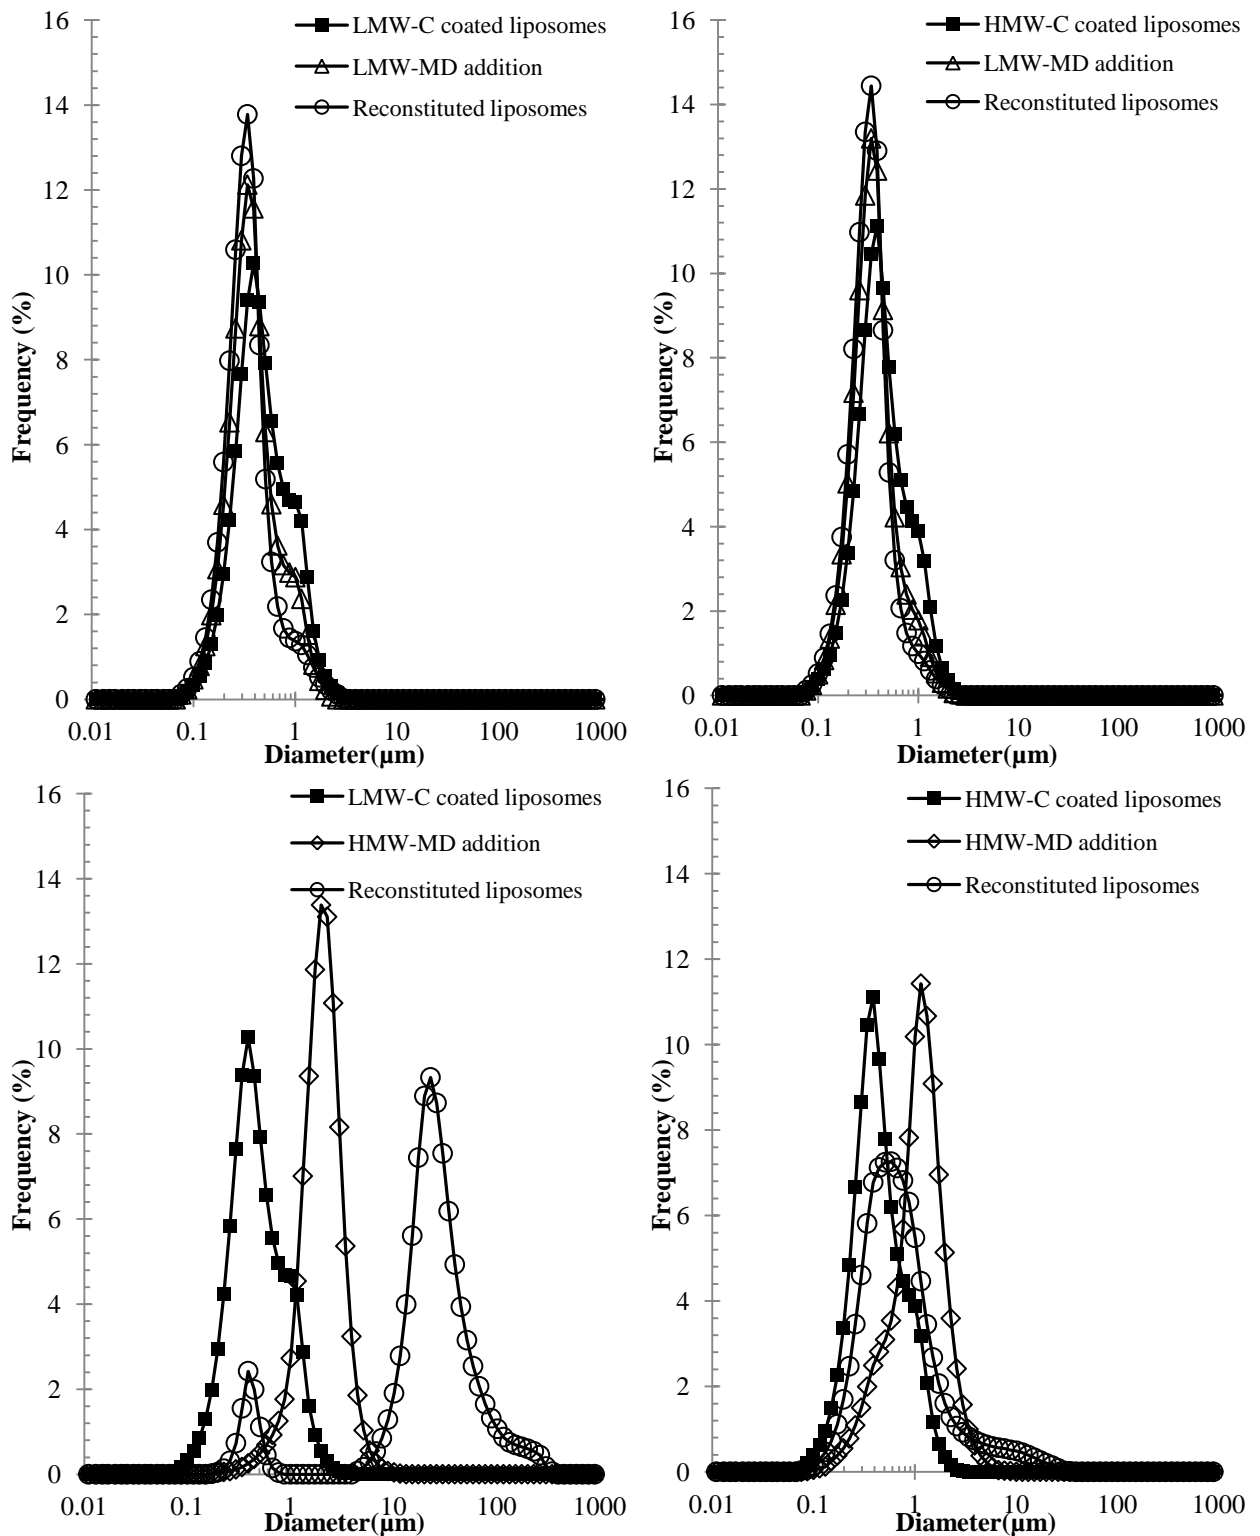 16
14
12
10
8
6
4
2
0
Frequency (%)
LMW-C coated liposomes
LMW-MD addition
Reconstituted liposomes
0.01 0.1 1 10 100 1000
Diameter(µm)
16
14
12
10
8
6
4
2
0
Frequency (%)
HMW-C coated liposomes
LMW-MD addition
Reconstituted liposomes
0.01 0.1 1 10 100 1000
Diameter(µm)
16
14
12
10
8
6
4
2
0
Frequency (%)
LMW-C coated liposomes
HMW-MD addition
Reconstituted liposomes
0.01 0.1 1 10 100 1000
Diameter(µm)
16
14
12
10
8
6
4
2
0
Frequency (%)
HMW-C coated liposomes
HMW-MD addition
Reconstituted liposomes
0.01 0.1 1 10 100 1000
Diameter(µm)